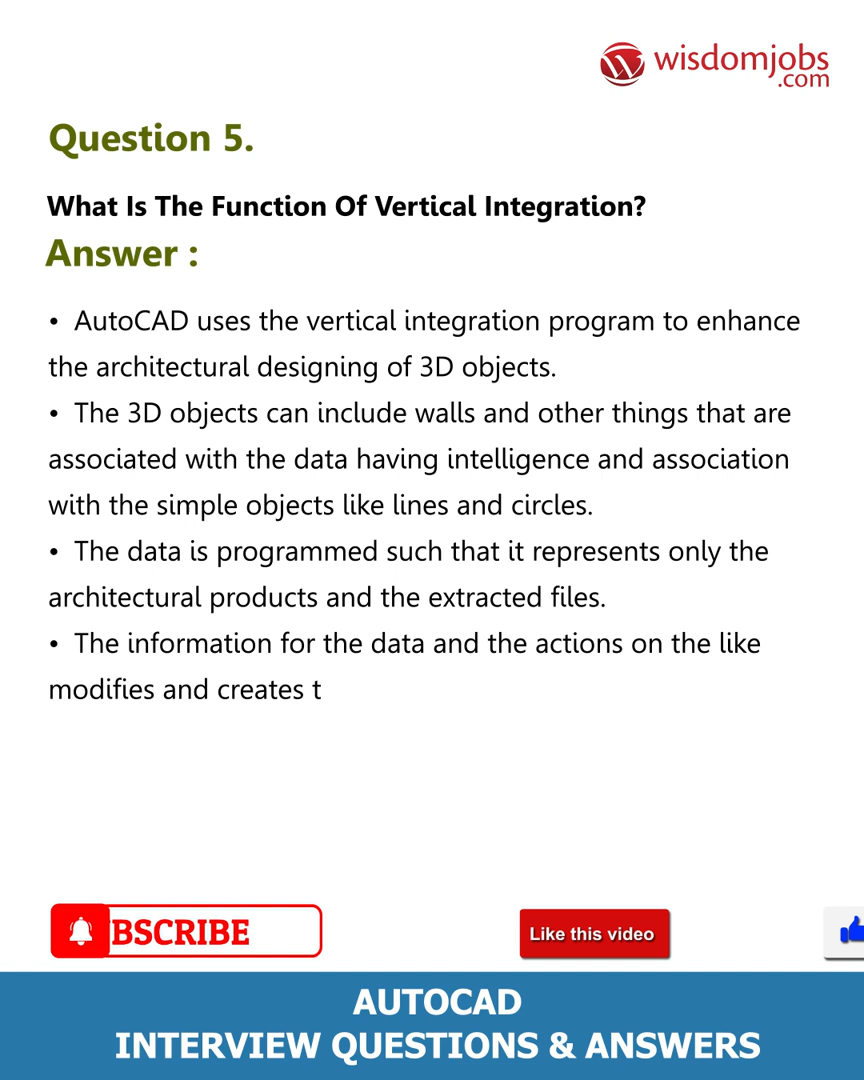 wisdomjobs
.com
Question 5.
What Is The Function Of Vertical Integration?
Answer :
• AutoCAD uses the vertical integration program to enhance
the architectural designing of 3D objects.
• The 3D objects can include walls and other things that are
associated with the data having intelligence and association
with the simple objects like lines and circles.
• The data is programmed such that it represents only the
architectural products and the extracted files.
• The information for the data and the actions on the like
modifies and creates t
BSCRIBE
Like this video
AUTOCAD
INTERVIEW QUESTIONS & ANSWERS